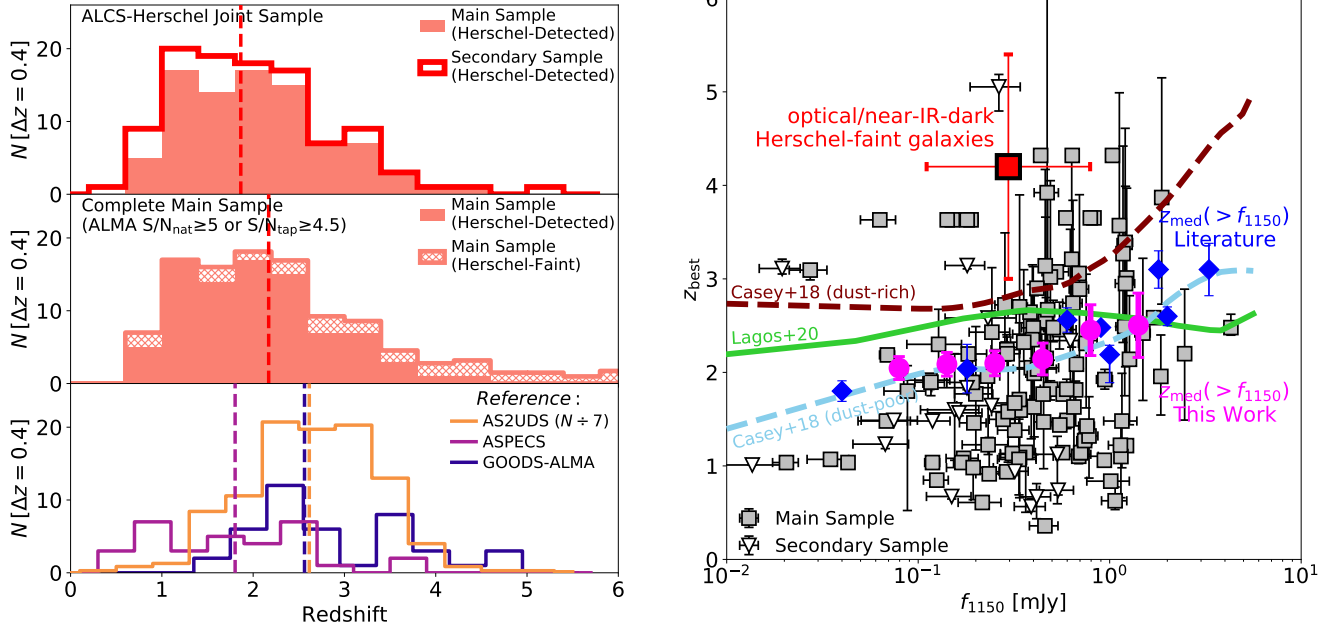 ALCS-Herschel Joint Sample
Main Sample
(Herschel-Detected)
Secondary Sample
(Herschel-Detected)
N [Δz = 0.4]
20
10
0
Complete Main Sample
(ALMA S/N_nat≥5 or S/N_tap≥4.5)
Main Sample
(Herschel-Detected)
Main Sample
(Herschel-Faint)
N [Δz = 0.4]
20
10
0
Reference :
AS2UDS (N ÷ 7)
ASPECS
GOODS-ALMA
N [Δz = 0.4]
20
10
0
0 1 2 3 4 5 6
Redshift
6
5
4
3
2
1
0
z_best
optical/near-IR-dark
Herschel-faint galaxies
z_med(> f_1150)
Literature
Casey+18 (dust-rich)
Lagos+20
Casey+18 (dust-poor)
z_med(> f_1150)
This Work
Main Sample
Secondary Sample
10⁻² 10⁻¹ 10⁰ 10¹
f_1150 [mJy]